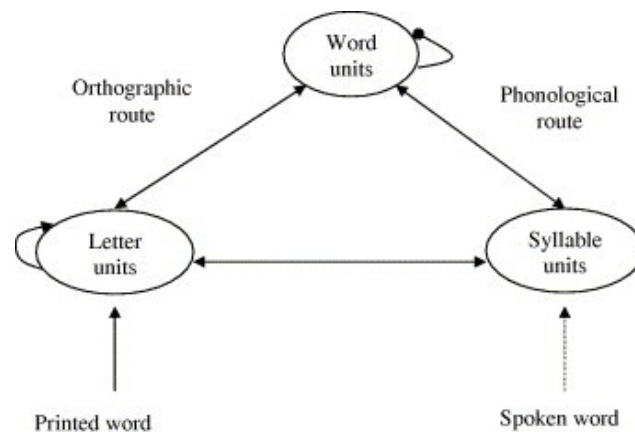 Word
units
Orthographic
route
Phonological
route
Letter
units
Syllable
units
Printed word
Spoken word